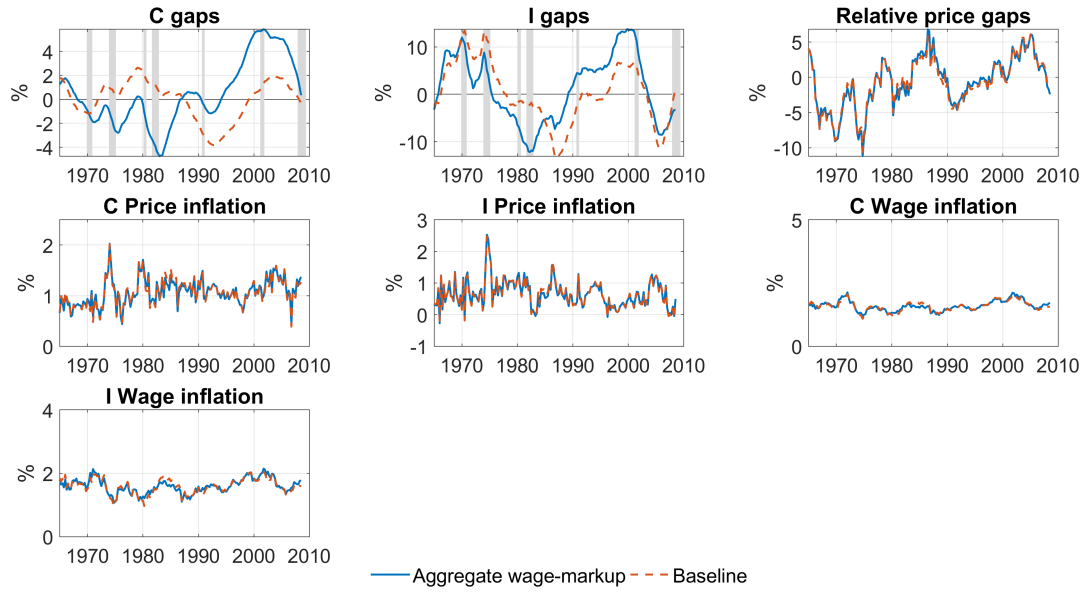 C gaps
%
4
2
0
-2
-4
1970 1980 1990 2000 2010
I gaps
%
10
0
-10
1970 1980 1990 2000 2010
Relative price gaps
%
5
0
-5
-10
1970 1980 1990 2000 2010
C Price inflation
%
2
1
0
1970 1980 1990 2000 2010
I Price inflation
%
3
2
1
0
-1
1970 1980 1990 2000 2010
C Wage inflation
%
5
0
1970 1980 1990 2000 2010
I Wage inflation
%
4
2
0
1970 1980 1990 2000 2010
Aggregate wage-markup Baseline